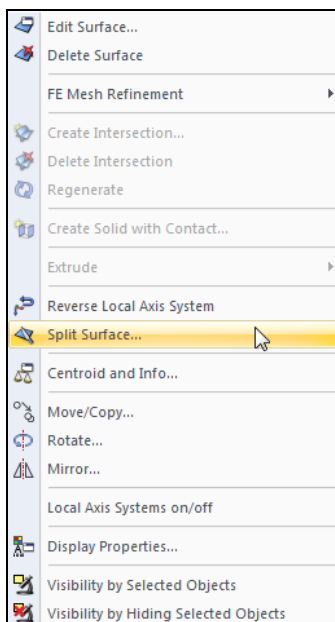 Edit Surface...
Delete Surface
FE Mesh Refinement
Create Intersection...
Delete Intersection
Regenerate
Create Solid with Contact...
Extrude
Reverse Local Axis System
Split Surface...
Centroid and Info...
Move/Copy...
Rotate...
Mirror...
Local Axis Systems on/off
Display Properties...
Visibility by Selected Objects
Visibility by Hiding Selected Objects